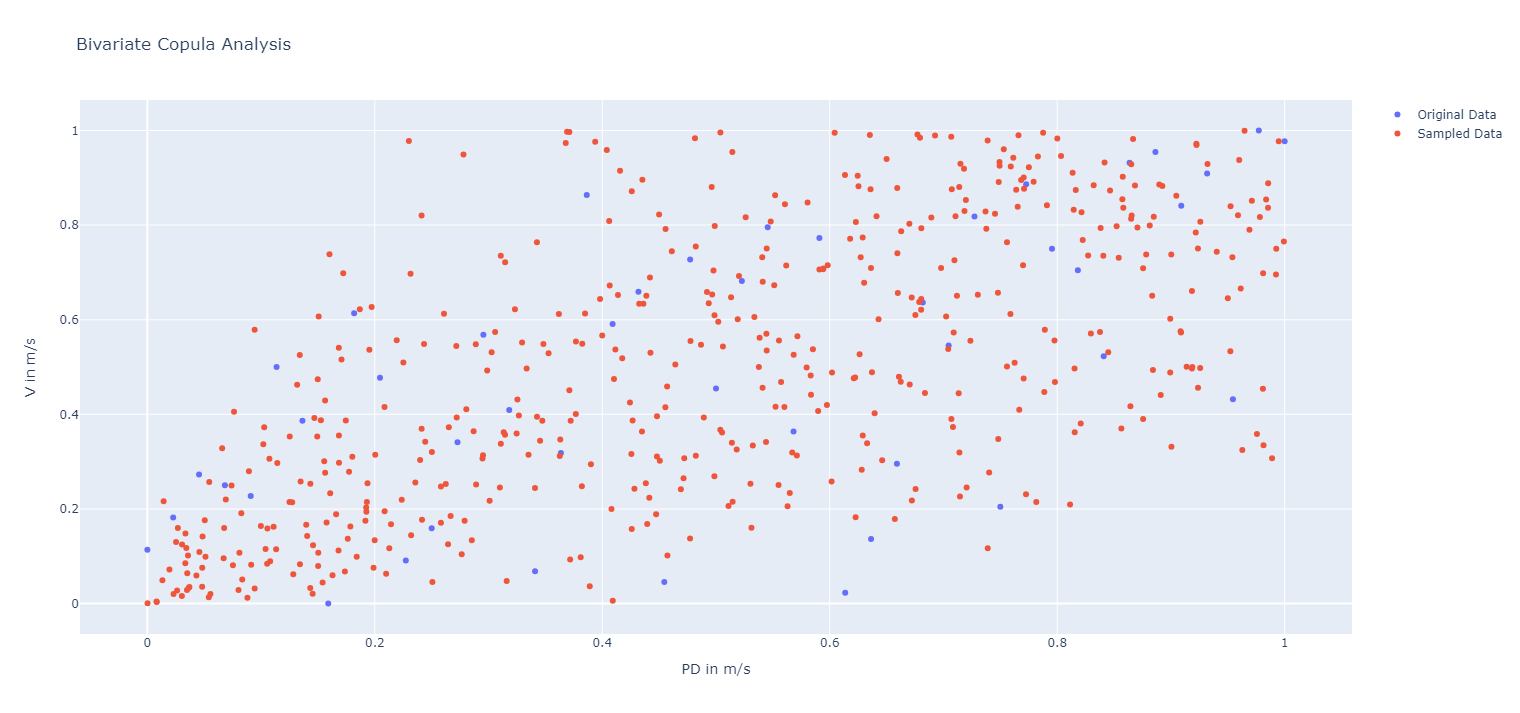 Bivariate Copula Analysis
Original Data
Sampled Data
1
0.8
0.6
0.4
0.2
0
V in m/s
0
0.2
0.4
0.6
0.8
1
PD in m/s